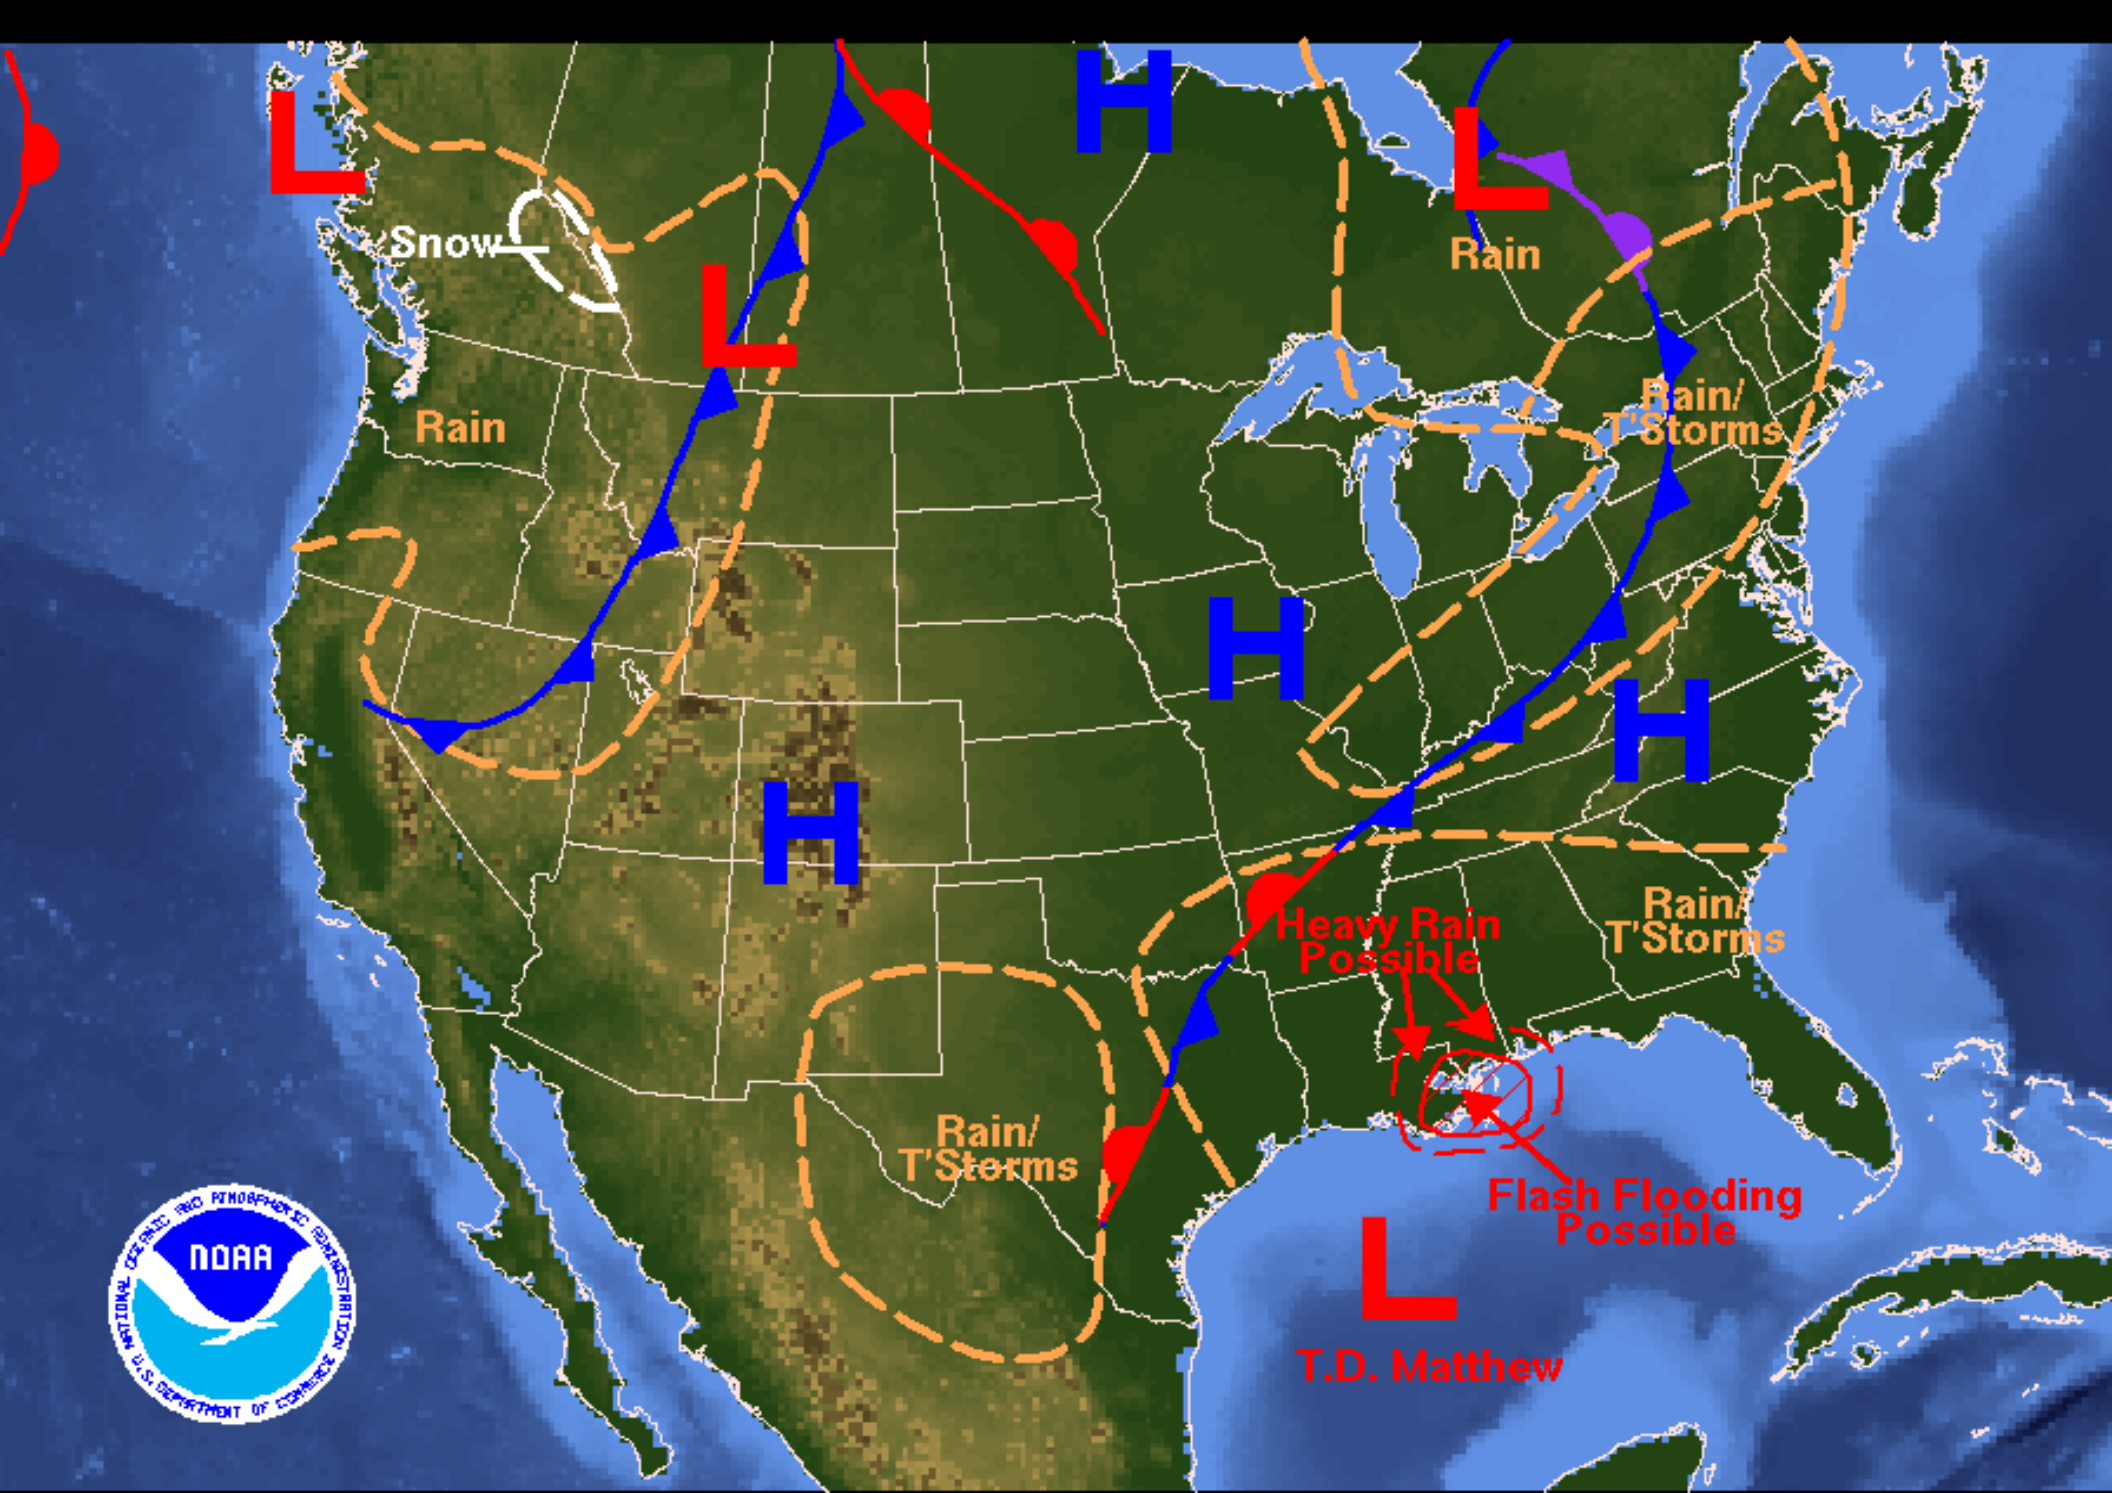 H
L
L
Snow
Rain
L
Rain
Rain/
T'Storms
H
H
H
Rain/
T'Storms
Heavy Rain
Possible
Rain/
T'Storms
Flash Flooding
Possible
L
T.D. Matthew
NATIONAL OCEANIC AND ATMOSPHERIC ADMINISTRATION
NOAA
U.S. DEPARTMENT OF COMMERCE